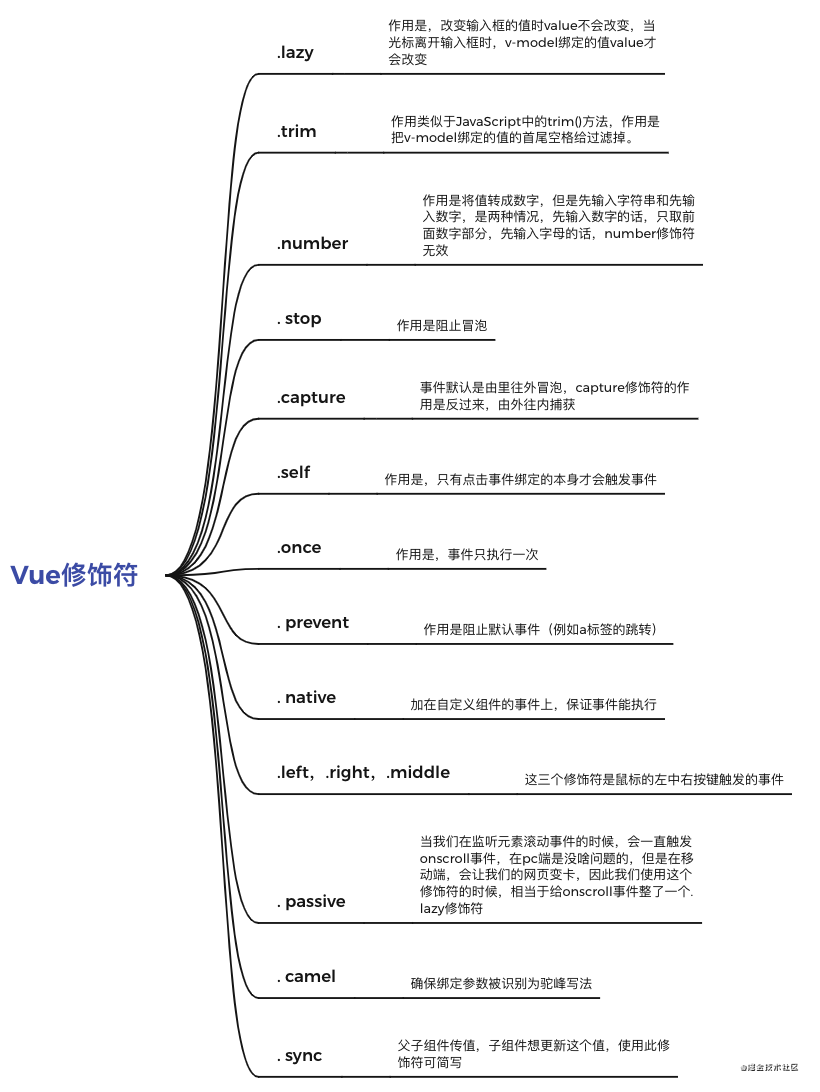 Vue修饰符
.lazy
作用是，改变输入框的值时value不会改变，当
光标离开输入框时，v-model绑定的值value才
会改变
.trim
作用类似于JavaScript中的trim()方法，作用是
把v-model绑定的值的首尾空格给过滤掉。
.number
作用是将值转成数字，但是先输入字符串和先输
入数字，是两种情况，先输入数字的话，只取前
面数字部分，先输入字母的话，number修饰符
无效
. stop
作用是阻止冒泡
.capture
事件默认是由里往外冒泡，capture修饰符的作
用是反过来，由外往内捕获
.self
作用是，只有点击事件绑定的本身才会触发事件
.once
作用是，事件只执行一次
. prevent
作用是阻止默认事件（例如a标签的跳转）
. native
加在自定义组件的事件上，保证事件能执行
.left，.right，.middle
这三个修饰符是鼠标的左中右按键触发的事件
. passive
当我们在监听元素滚动事件的时候，会一直触发
onscroll事件，在pc端是没啥问题的，但是在移
动端，会让我们的网页变卡，因此我们使用这个
修饰符的时候，相当于给onscroll事件整了一个.
lazy修饰符
. camel
确保绑定参数被识别为驼峰写法
. sync
父子组件传值，子组件想更新这个值，使用此修
饰符可简写
@掘金技术社区